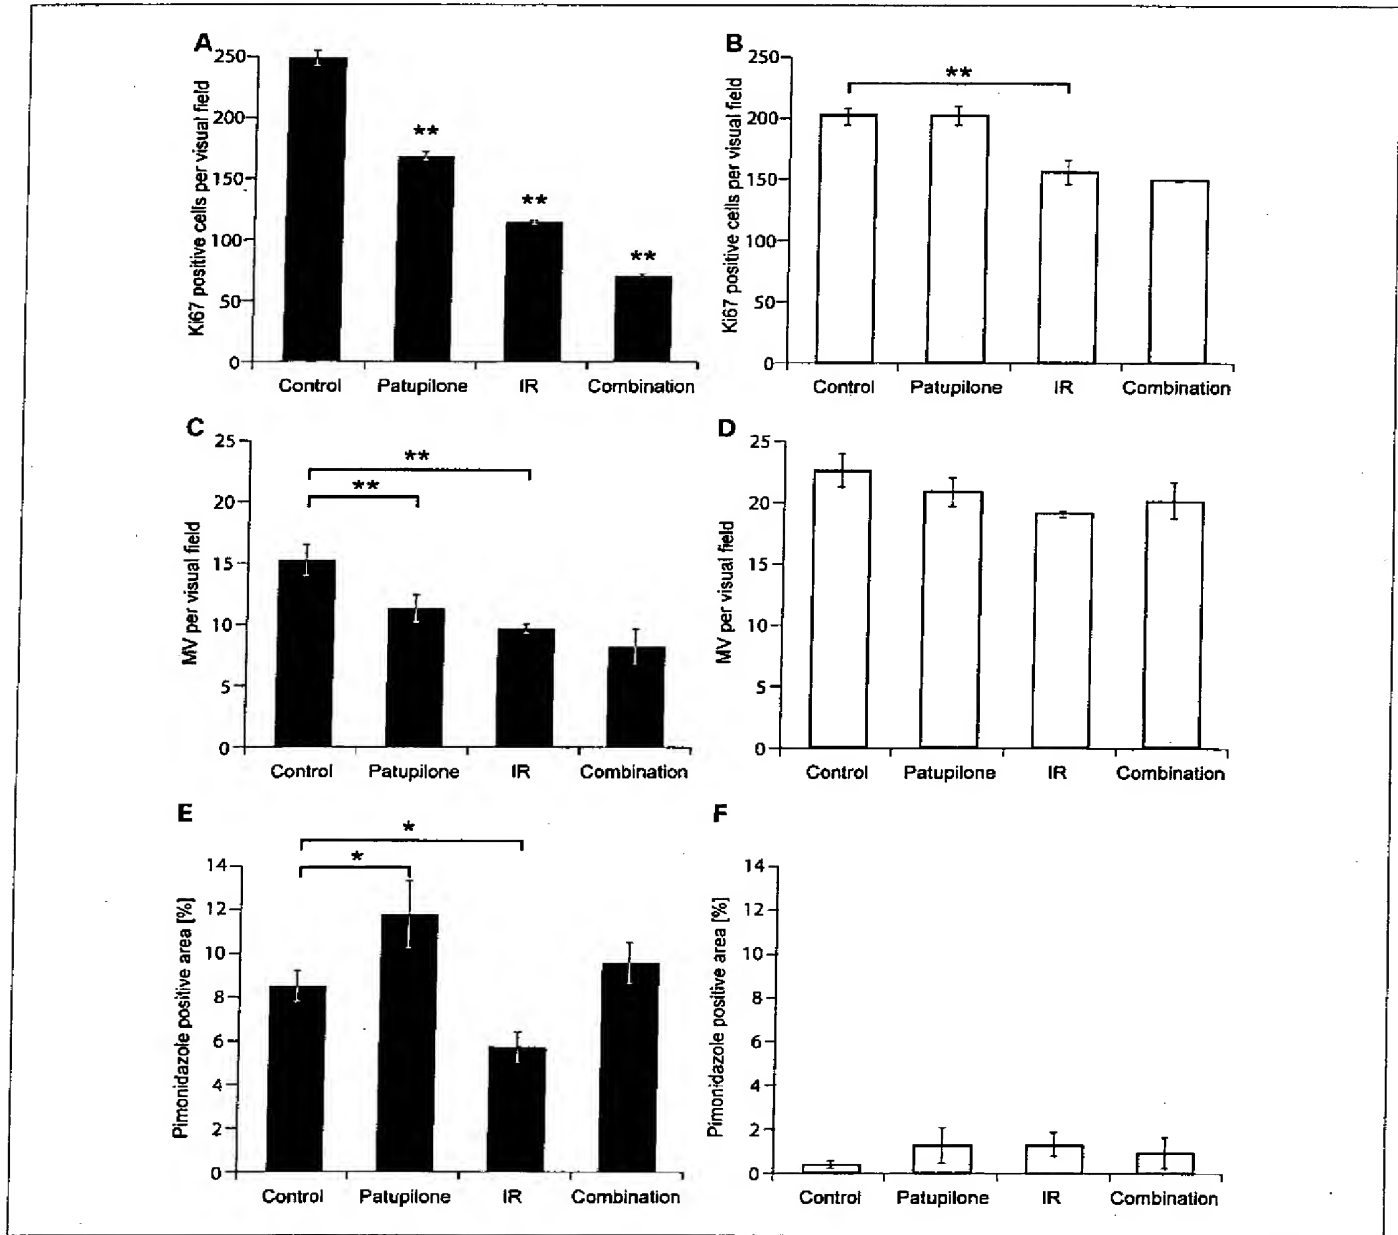 A
Ki67 positive cells per visual field
250
200
150
100
50
0
**
**
**
Control Patupilone IR Combination
B
Ki67 positive cells per visual field
250
200
150
100
50
0
**
Control Patupilone IR Combination
C
MV per visual field
25
20
15
10
5
0
**
**
Control Patupilone IR Combination
D
MV per visual field
25
20
15
10
5
0
Control Patupilone IR Combination
E
Pimonidazole positive area [%]
14
12
10
8
6
4
2
0
*
*
Control Patupilone IR Combination
F
Pimonidazole positive area [%]
14
12
10
8
6
4
2
0
Control Patupilone IR Combination